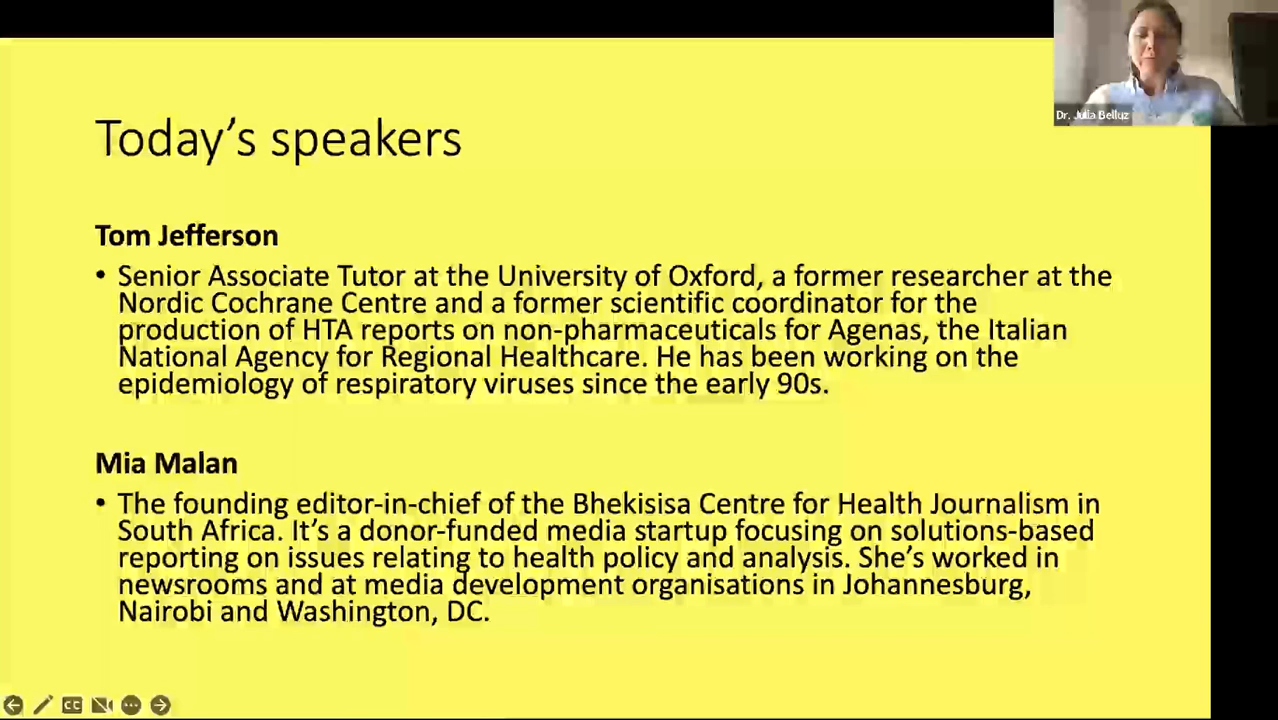 Today's speakers
Dr. Julia Belluz
Tom Jefferson
• Senior Associate Tutor at the University of Oxford, a former researcher at the
Nordic Cochrane Centre and a former scientific coordinator for the
production of HTA reports on non-pharmaceuticals for Agenas, the Italian
National Agency for Regional Healthcare. He has been working on the
epidemiology of respiratory viruses since the early 90s.
Mia Malan
• The founding editor-in-chief of the Bhekisisa Centre for Health Journalism in
South Africa. It's a donor-funded media startup focusing on solutions-based
reporting on issues relating to health policy and analysis. She's worked in
newsrooms and at media development organisations in Johannesburg,
Nairobi and Washington, DC.
CC